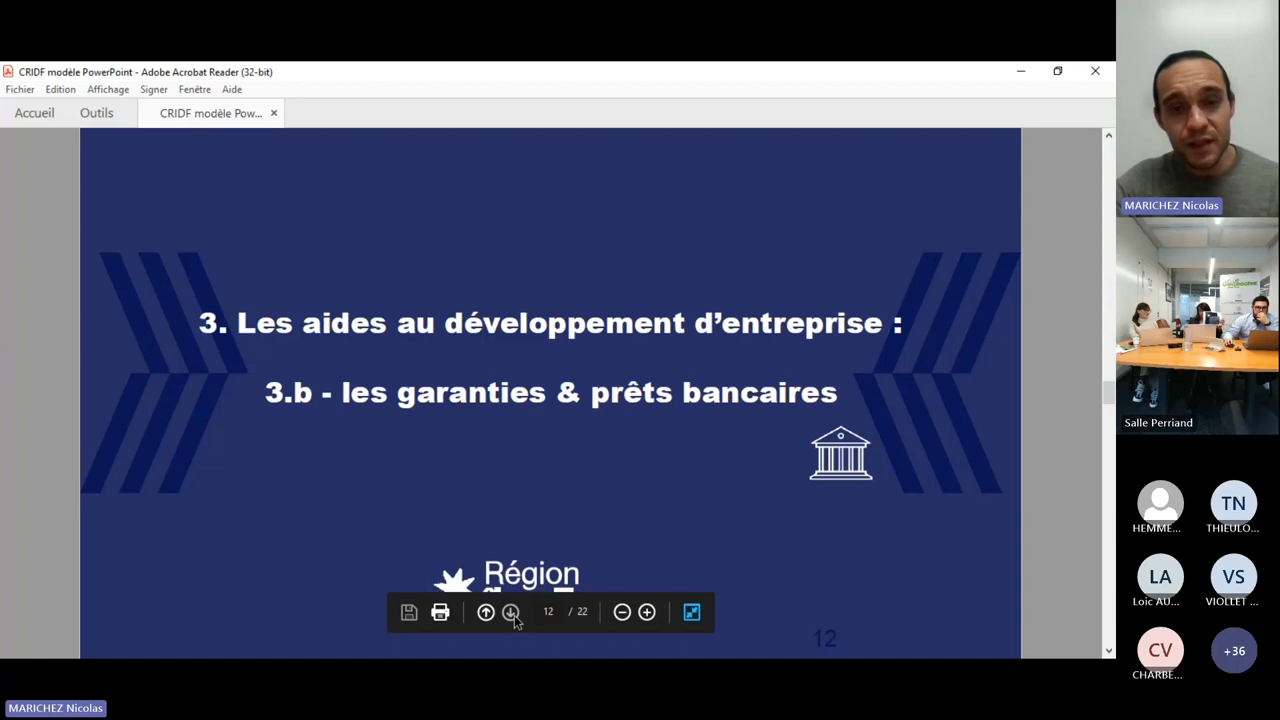 CRIDF modèle PowerPoint - Adobe Acrobat Reader (32-bit)
Fichier Edition Affichage Signer Fenêtre Aide
Accueil Outils CRIDF modèle Pow...
3. Les aides au développement d'entreprise :
3.b - les garanties & prêts bancaires
Région
12 / 22
12
MARICHEZ Nicolas
Salle Perriand
HEMME... THIEULO...
TN
LA VS
Loic AU... VIOLLET ...
CV +36
CHARBE...
MARICHEZ Nicolas